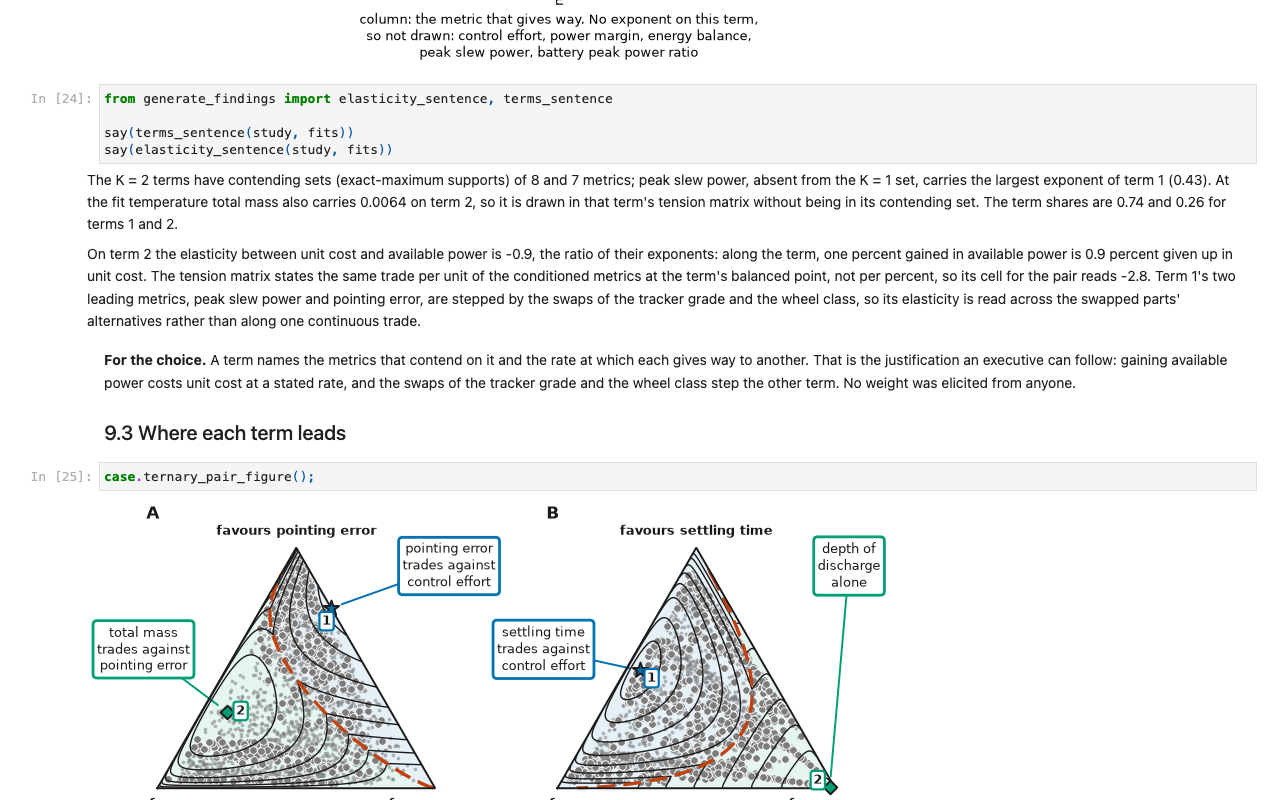 column: the metric that gives way. No exponent on this term,
so not drawn: control effort, power margin, energy balance,
peak slew power, battery peak power ratio
In [24]: from generate_findings import elasticity_sentence, terms_sentence
say(terms_sentence(study, fits))
say(elasticity_sentence(study, fits))
The K = 2 terms have contending sets (exact-maximum supports) of 8 and 7 metrics; peak slew power, absent from the K = 1 set, carries the largest exponent of term 1 (0.43). At
the fit temperature total mass also carries 0.0064 on term 2, so it is drawn in that term's tension matrix without being in its contending set. The term shares are 0.74 and 0.26 for
terms 1 and 2.
On term 2 the elasticity between unit cost and available power is -0.9, the ratio of their exponents: along the term, one percent gained in available power is 0.9 percent given up in
unit cost. The tension matrix states the same trade per unit of the conditioned metrics at the term's balanced point, not per percent, so its cell for the pair reads -2.8. Term 1's two
leading metrics, peak slew power and pointing error, are stepped by the swaps of the tracker grade and the wheel class, so its elasticity is read across the swapped parts'
alternatives rather than along one continuous trade.
For the choice. A term names the metrics that contend on it and the rate at which each gives way to another. That is the justification an executive can follow: gaining available
power costs unit cost at a stated rate, and the swaps of the tracker grade and the wheel class step the other term. No weight was elicited from anyone.
9.3 Where each term leads
In [25]: case.ternary_pair_figure();
A
favours pointing error
pointing error
trades against
control effort
1
total mass
trades against
pointing error
2
B
favours settling time
depth of
discharge
alone
settling time
trades against
control effort
1
2